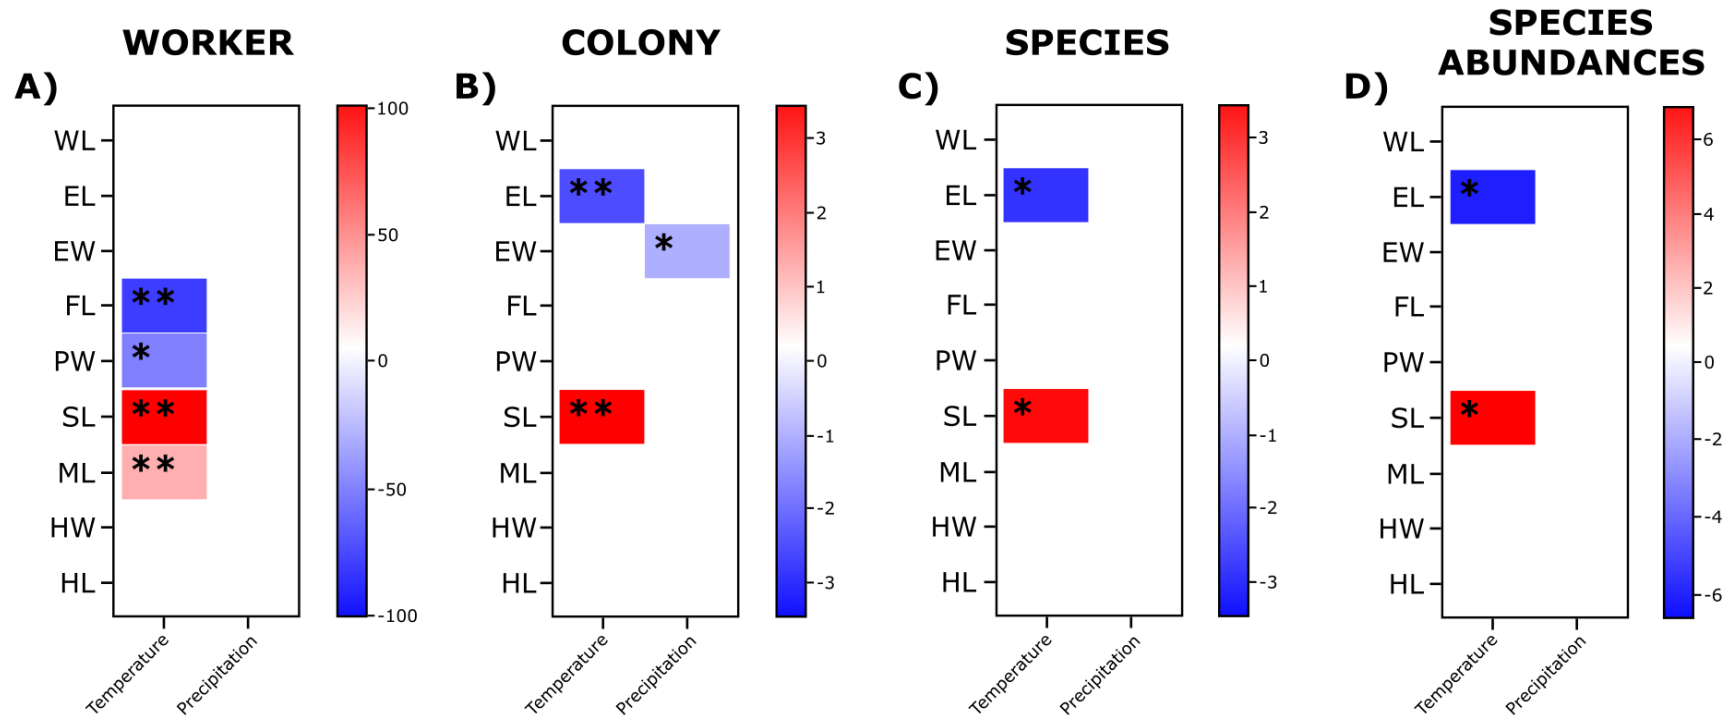 WORKER
A)
WL
EL
EW
FL
**
PW
*
SL
**
ML
**
HW
HL
100
50
0
-50
-100
Temperature
Precipitation
COLONY
B)
WL
EL
**
EW
*
FL
PW
SL
**
ML
HW
HL
3
2
1
0
-1
-2
-3
Temperature
Precipitation
SPECIES
C)
WL
EL
*
EW
FL
PW
SL
*
ML
HW
HL
3
2
1
0
-1
-2
-3
Temperature
Precipitation
SPECIES
ABUNDANCES
D)
WL
EL
*
EW
FL
PW
SL
*
ML
HW
HL
6
4
2
0
-2
-4
-6
Temperature
Precipitation